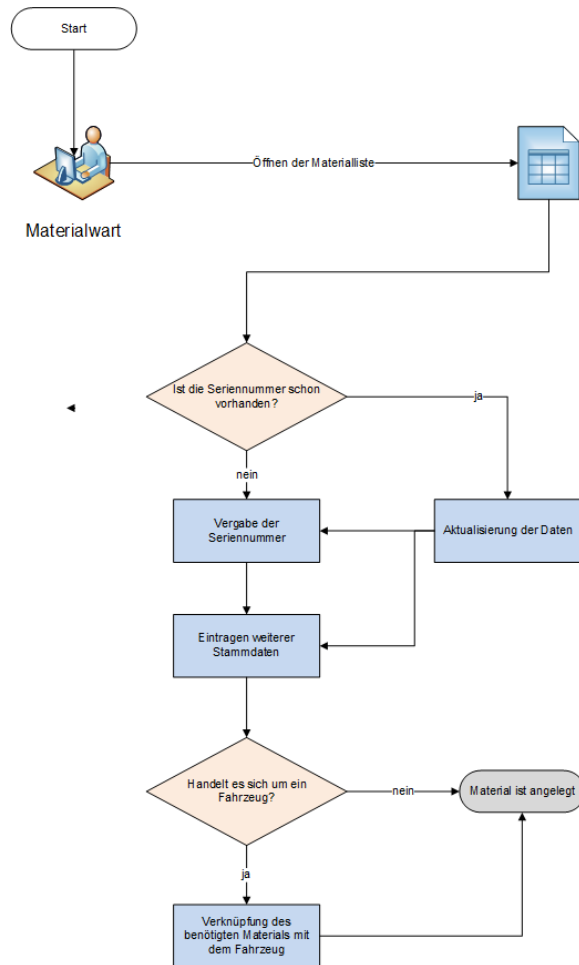 Start
Öffnen der Materialliste
Materialwart
Ist die Seriennummer schon
vorhanden?
ja
nein
Vergabe der
Seriennummer
Aktualisierung der Daten
Eintragen weiterer
Stammdaten
Handelt es sich um ein
Fahrzeug?
nein
Material ist angelegt
ja
Verknüpfung des
benötigten Materials mit
dem Fahrzeug